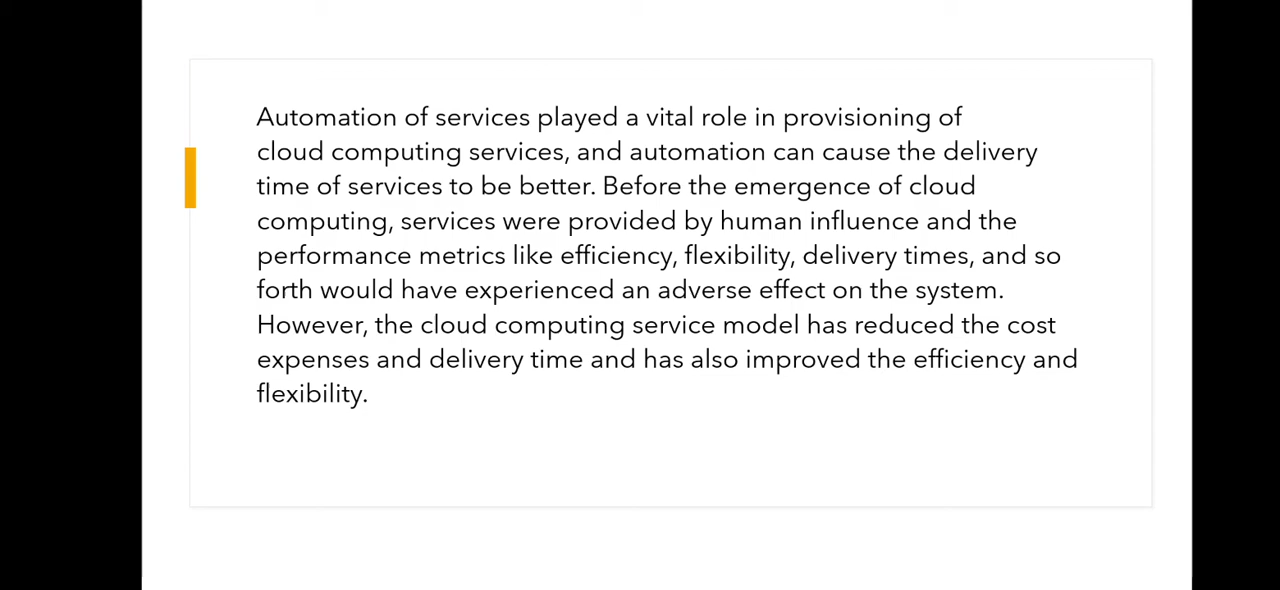 Automation of services played a vital role in provisioning of
cloud computing services, and automation can cause the delivery
time of services to be better. Before the emergence of cloud
computing, services were provided by human influence and the
performance metrics like efficiency, flexibility, delivery times, and so
forth would have experienced an adverse effect on the system.
However, the cloud computing service model has reduced the cost
expenses and delivery time and has also improved the efficiency and
flexibility.